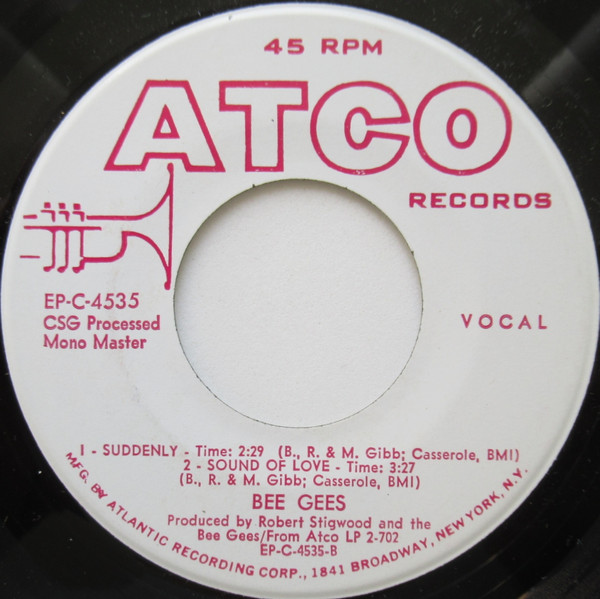 45 RPM
ATCO
RECORDS
EP-C-4535
CSG Processed
Mono Master
VOCAL
1 - SUDDENLY - Time: 2:29 (B., R. & M. Gibb; Casserole, BMI)
2 - SOUND OF LOVE - Time: 3:27
(B., R. & M. Gibb; Casserole, BMI)
BEE GEES
Produced by Robert Stigwood and the
Bee Gees/From Atco LP 2-702
EP-C-4535-B
MFG. BY ATLANTIC RECORDING CORP., 1841 BROADWAY, NEW YORK, N.Y.